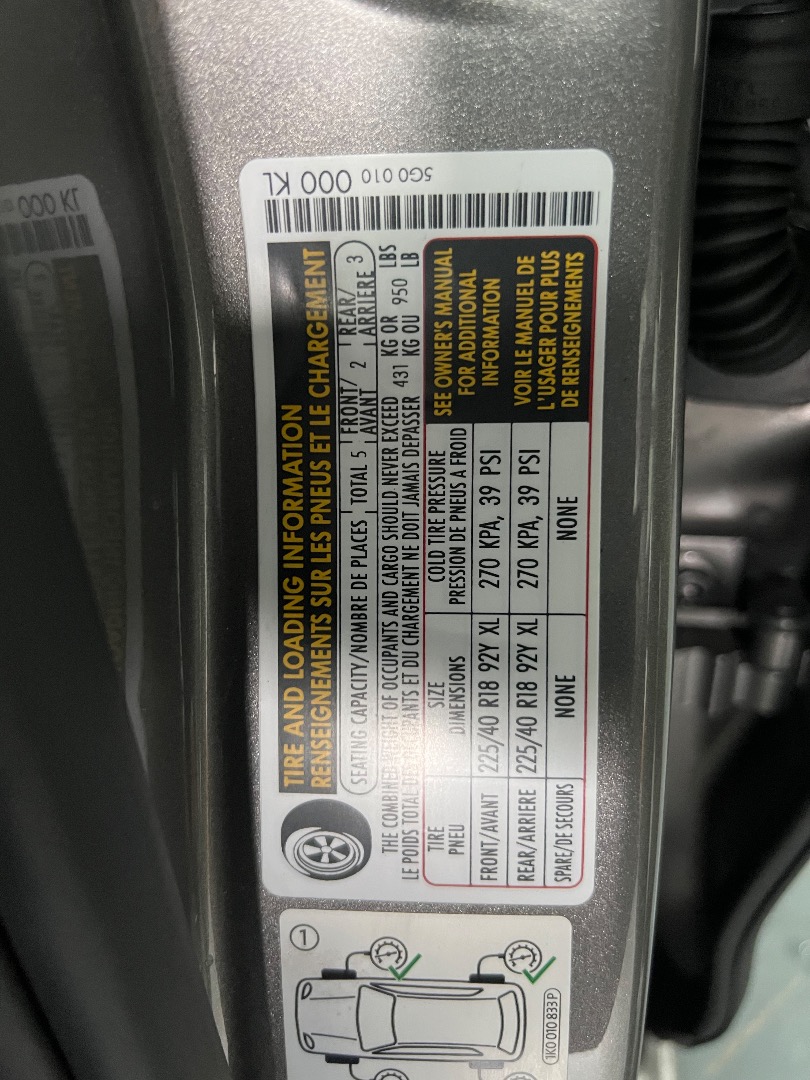 5G0 010 000 KL
TIRE AND LOADING INFORMATION
RENSEIGNEMENTS SUR LES PNEUS ET LE CHARGEMENT
SEATING CAPACITY/NOMBRE DE PLACES TOTAL 5 FRONT/AVANT 2 REAR/ARRIERE 3
THE COMBINED WEIGHT OF OCCUPANTS AND CARGO SHOULD NEVER EXCEED 431 KG OR 950 LBS
LE POIDS TOTAL DES OCCUPANTS ET DU CHARGEMENT NE DOIT JAMAIS DEPASSER KG OU LB
TIRE PNEU SIZE DIMENSIONS COLD TIRE PRESSURE PRESSION DE PNEUS A FROID
FRONT/AVANT 225/40 R18 92Y XL 270 KPA, 39 PSI
REAR/ARRIERE 225/40 R18 92Y XL 270 KPA, 39 PSI
SPARE/DE SECOURS NONE NONE
SEE OWNER'S MANUAL
FOR ADDITIONAL
INFORMATION
VOIR LE MANUEL DE
L'USAGER POUR PLUS
DE RENSEIGNEMENTS
1
1K0 010 833 P
000 KL